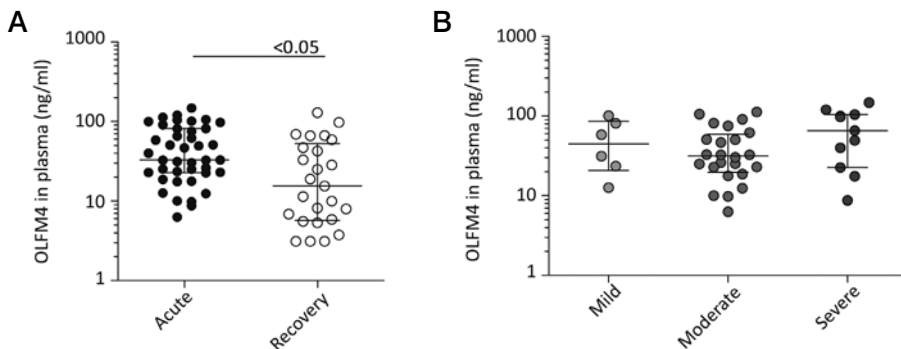 A
OLFM4 in plasma (ng/ml)
1000
100
10
1
<0.05
Acute
Recovery
B
OLFM4 in plasma (ng/ml)
1000
100
10
1
Mild
Moderate
Severe